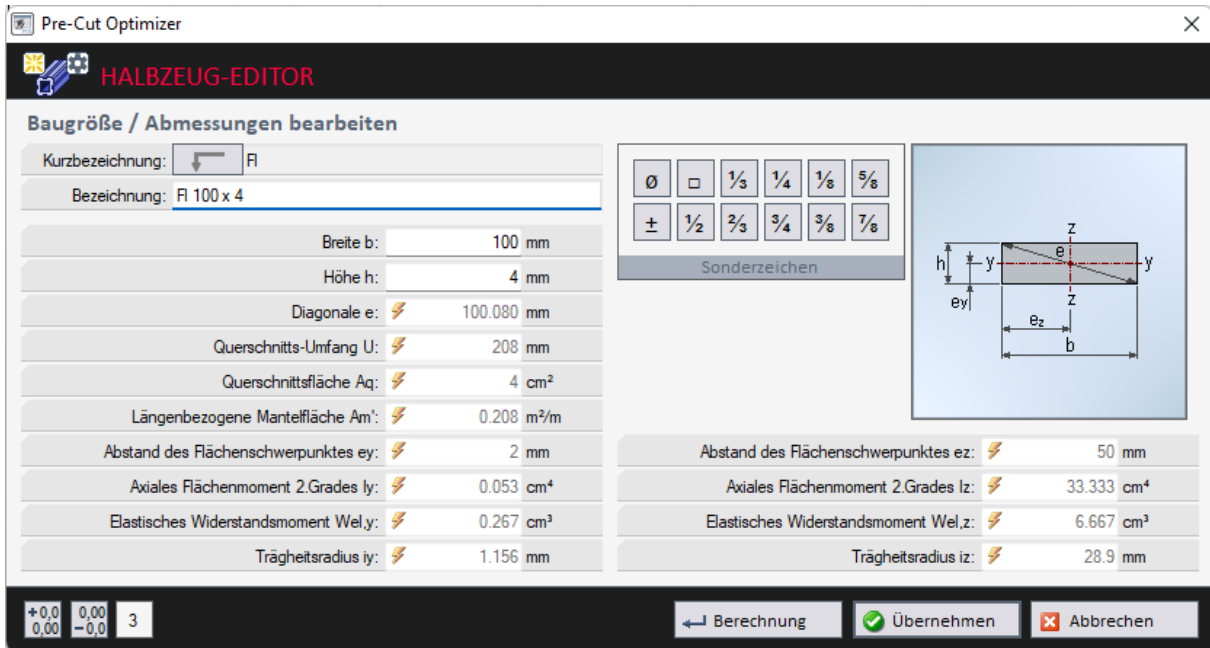 Pre-Cut Optimizer
HALBZEUG-EDITOR
Baugröße / Abmessungen bearbeiten
Kurzbezeichnung: Fl
Bezeichnung: Fl 100 x 4
Breite b: 100 mm
Höhe h: 4 mm
Diagonale e: 100.080 mm
Querschnitts-Umfang U: 208 mm
Querschnittsfläche Aq: 4 cm²
Längenbezogene Mantelfläche Am': 0.208 m²/m
Abstand des Flächenschwerpunktes ey: 2 mm
Axiales Flächenmoment 2.Grades Iy: 0.053 cm⁴
Elastisches Widerstandsmoment Wel,y: 0.267 cm³
Trägheitsradius iy: 1.156 mm
Ø □ ⅓ ¼ ⅛ ⅝
± ½ ⅔ ¾ ⅜ ⅞
Sonderzeichen
z
h y e y
ey z
ez
b
Abstand des Flächenschwerpunktes ez: 50 mm
Axiales Flächenmoment 2.Grades Iz: 33.333 cm⁴
Elastisches Widerstandsmoment Wel,z: 6.667 cm³
Trägheitsradius iz: 28.9 mm
+0,0 0,00 3 Berechnung Übernehmen Abbrechen
0,00 −0,0